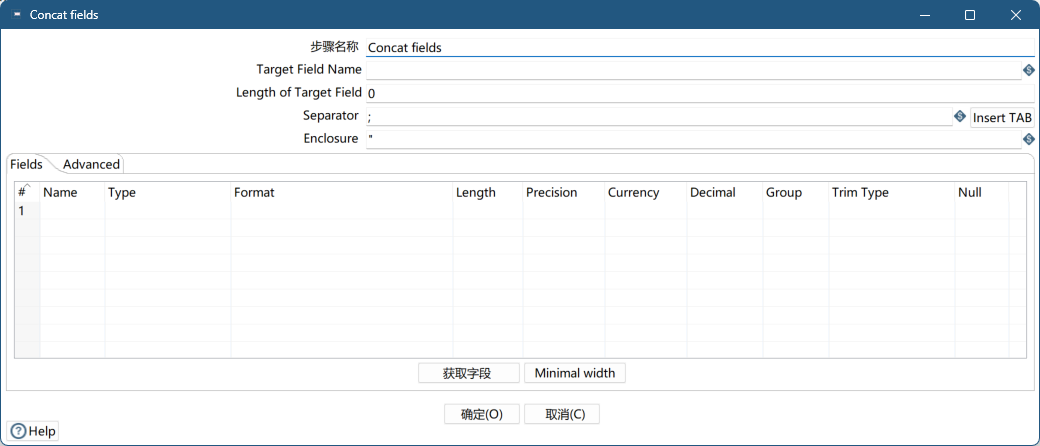 Concat fields
步骤名称 Concat fields
Target Field Name
Length of Target Field 0
Separator ; Insert TAB
Enclosure "
Fields Advanced
# Name Type Format Length Precision Currency Decimal Group Trim Type Null
1
获取字段 Minimal width
确定(O) 取消(C)
Help